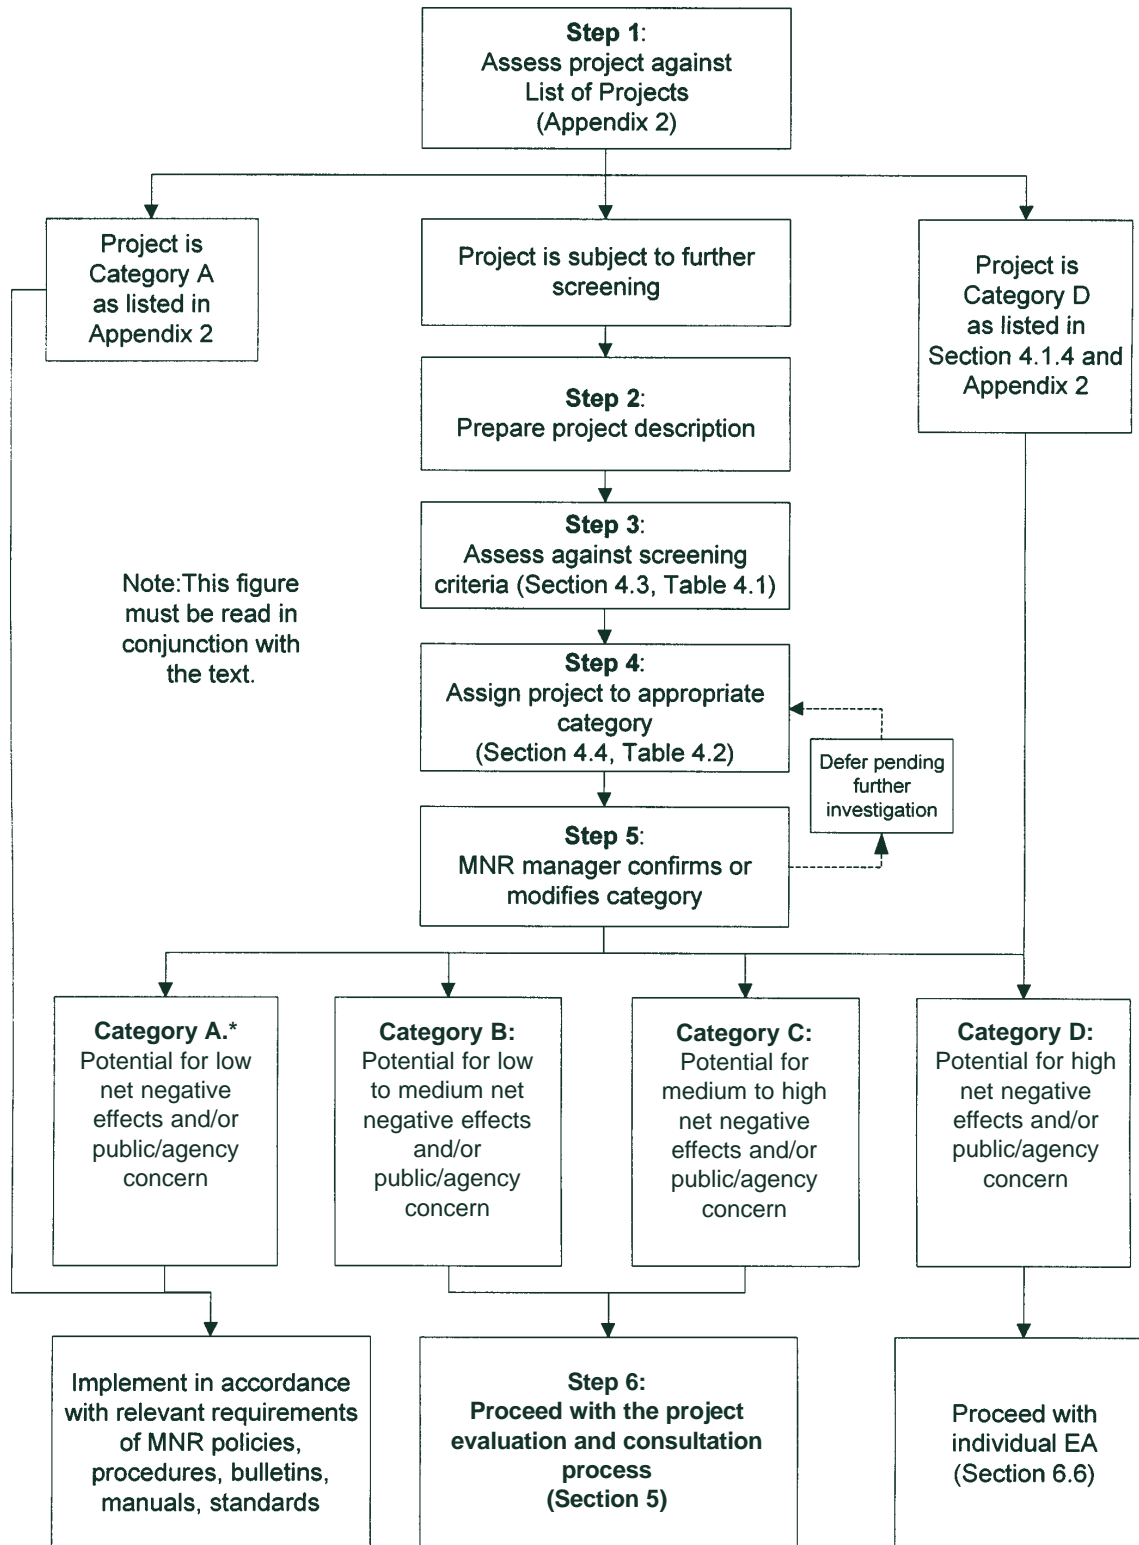 Step 1:
Assess project against
List of Projects
(Appendix 2)
Project is
Category A
as listed in
Appendix 2
Project is subject to further
screening
Project is
Category D
as listed in
Section 4.1.4 and
Appendix 2
Step 2:
Prepare project description
Step 3:
Assess against screening
criteria (Section 4.3, Table 4.1)
Note:This figure
must be read in
conjunction with
the text.
Step 4:
Assign project to appropriate
category
(Section 4.4, Table 4.2)
Defer pending
further
investigation
Step 5:
MNR manager confirms or
modifies category
Category A.*
Potential for low
net negative
effects and/or
public/agency
concern
Category B:
Potential for low
to medium net
negative effects
and/or
public/agency
concern
Category C:
Potential for
medium to high
net negative
effects and/or
public/agency
concern
Category D:
Potential for high
net negative
effects and/or
public/agency
concern
Implement in accordance
with relevant requirements
of MNR policies,
procedures, bulletins,
manuals, standards
Step 6:
Proceed with the project
evaluation and consultation
process
(Section 5)
Proceed with
individual EA
(Section 6.6)